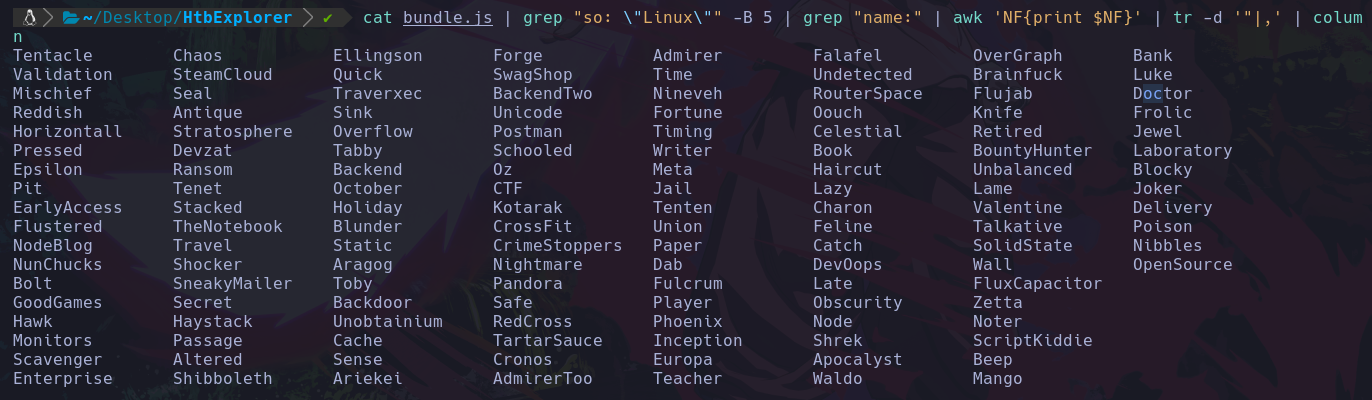 ~/Desktop/HtbExplorer ✔ cat bundle.js | grep "so: \"Linux\"" -B 5 | grep "name:" | awk 'NF{print $NF}' | tr -d '"|,' | colum
n
Tentacle Chaos Ellingson Forge Admirer Falafel OverGraph Bank
Validation SteamCloud Quick SwagShop Time Undetected Brainfuck Luke
Mischief Seal Traverxec BackendTwo Nineveh RouterSpace Flujab Doctor
Reddish Antique Sink Unicode Fortune Oouch Knife Frolic
Horizontall Stratosphere Overflow Postman Timing Celestial Retired Jewel
Pressed Devzat Tabby Schooled Writer Book BountyHunter Laboratory
Epsilon Ransom Backend Oz Meta Haircut Unbalanced Blocky
Pit Tenet October CTF Jail Lazy Lame Joker
EarlyAccess Stacked Holiday Kotarak Tenten Charon Valentine Delivery
Flustered TheNotebook Blunder CrossFit Union Feline Talkative Poison
NodeBlog Travel Static CrimeStoppers Paper Catch SolidState Nibbles
NunChucks Shocker Aragog Nightmare Dab DevOops Wall OpenSource
Bolt SneakyMailer Toby Pandora Fulcrum Late FluxCapacitor
GoodGames Secret Backdoor Safe Player Obscurity Zetta
Hawk Haystack Unobtainium RedCross Phoenix Node Noter
Monitors Passage Cache TartarSauce Inception Shrek ScriptKiddie
Scavenger Altered Sense Cronos Europa Apocalyst Beep
Enterprise Shibboleth Ariekei AdmirerToo Teacher Waldo Mango